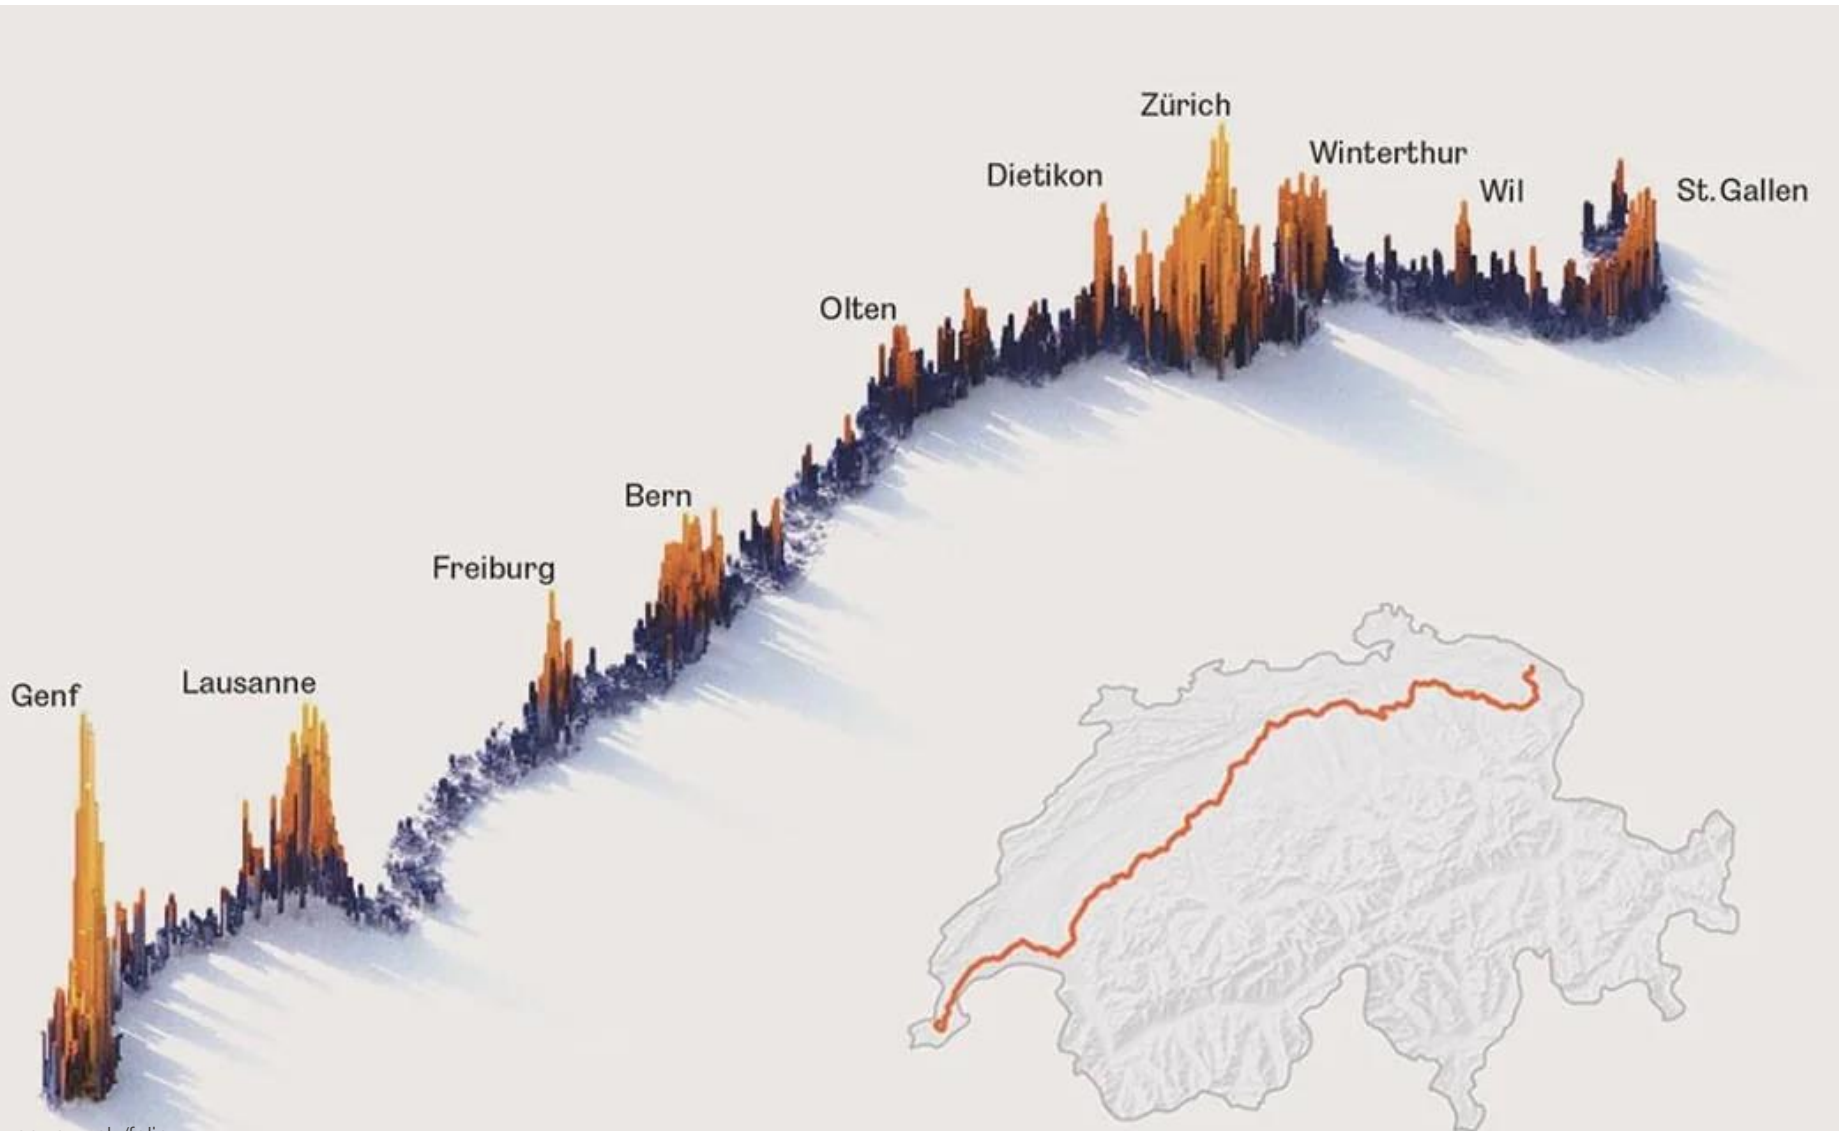 Zürich
Winterthur
Dietikon
Wil
St. Gallen
Olten
Bern
Freiburg
Lausanne
Genf